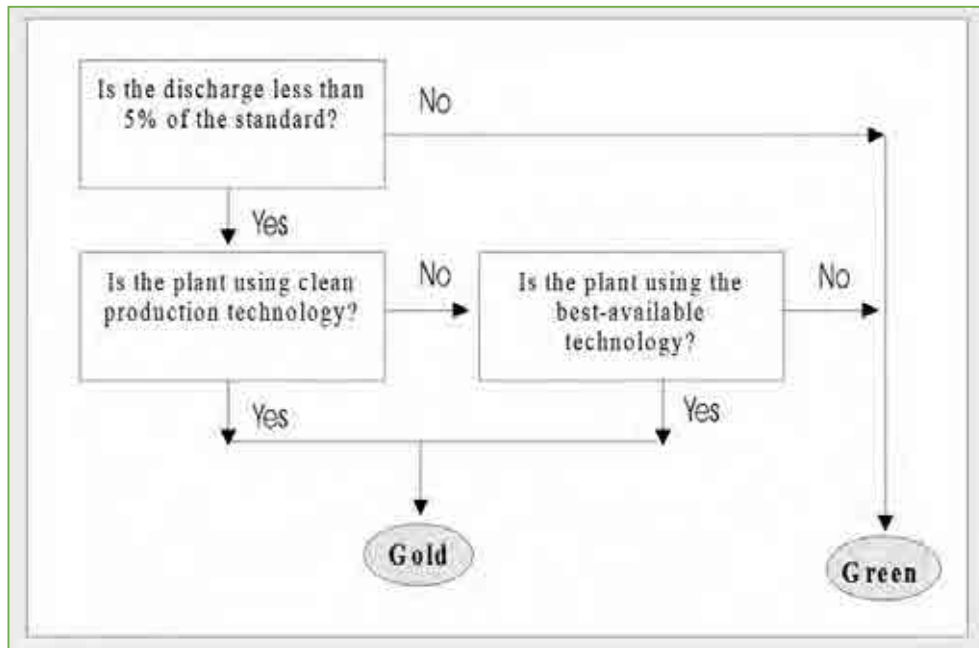 Is the discharge less than
5% of the standard?
No
Yes
Is the plant using clean
production technology?
No
Is the plant using the
best-available
technology?
No
Yes
Yes
Gold
Green